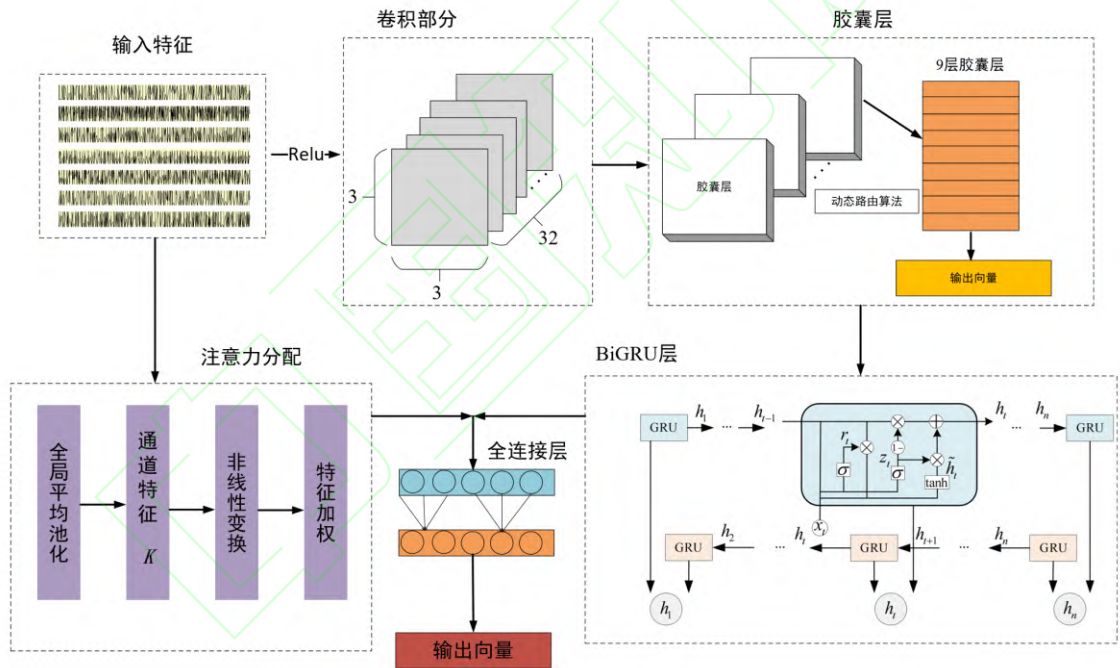 输入特征
Relu
卷积部分
3
3
32
胶囊层
胶囊层
9层胶囊层
动态路由算法
输出向量
注意力分配
全局平均池化
通道特征 K
非线性变换
特征加权
全连接层
输出向量
BiGRU层
GRU
h₁
...
hₜ₋₁
rₜ
σ
zₜ
σ
1-
h̃ₜ
tanh
xₜ
hₜ
...
hₙ
GRU
GRU
h₂
...
hₜ
GRU
hₜ₊₁
...
hₙ
GRU
h₁
hₜ
hₙ